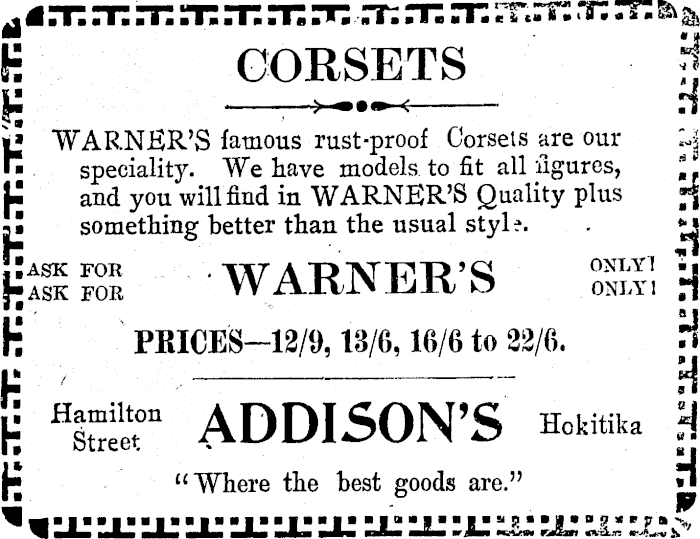 CORSETS
WARNER'S famous rust-proof Corsets are our
speciality. We have models to fit all figures,
and you will find in WARNER'S Quality plus
something better than the usual style.
ASK FOR WARNER'S ONLY!
ASK FOR ONLY!
PRICES—12/9, 13/6, 16/6 to 22/6.
Hamilton Street ADDISON'S Hokitika
"Where the best goods are."